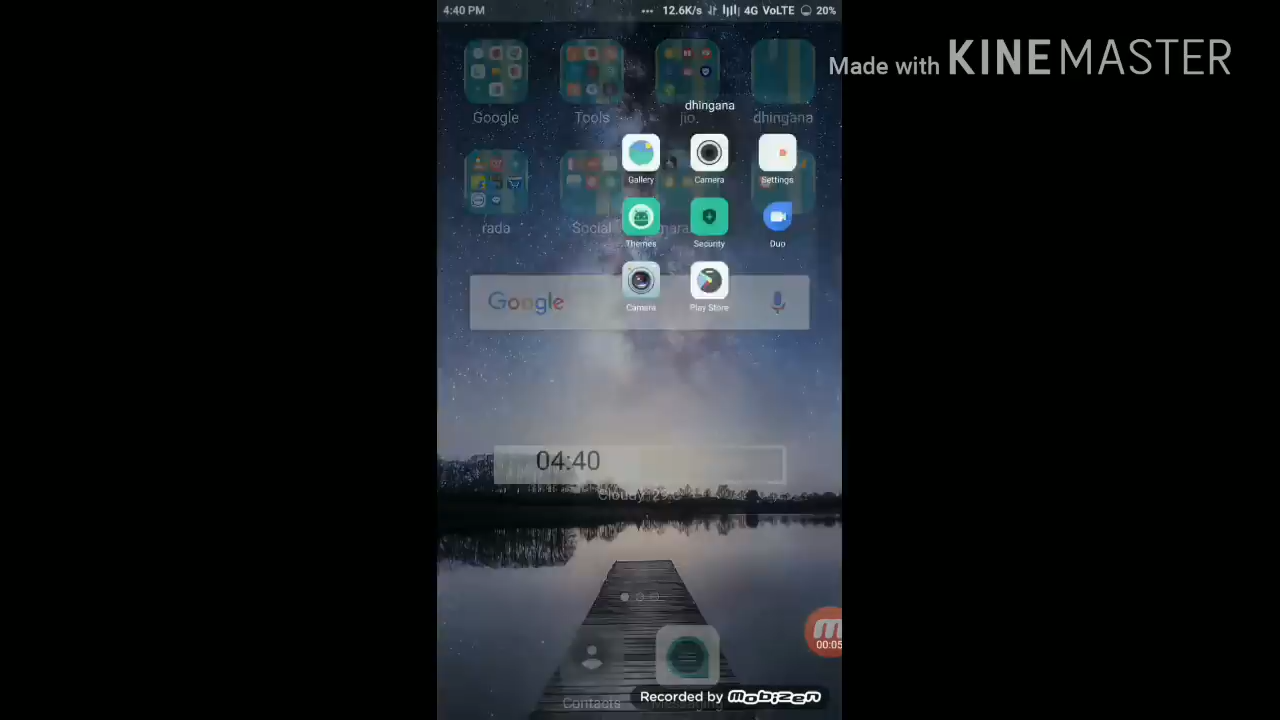 4:40 PM ... 12.6K/s 4G VoLTE 20%
Made with KINEMASTER
dhingana
Google Tools jio. dhingana
Gallery Camera Settings
rada Social
Themes Security Duo
Camera Play Store
Google
04:40
Cloudy
00:05
Contacts Messaging
Recorded by mobizen